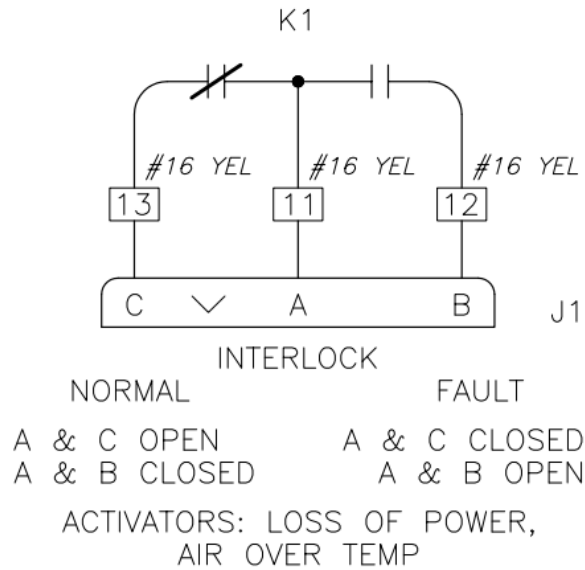 K1
#16 YEL #16 YEL #16 YEL
13 11 12
C A B J1
INTERLOCK
NORMAL FAULT
A & C OPEN A & C CLOSED
A & B CLOSED A & B OPEN
ACTIVATORS: LOSS OF POWER,
AIR OVER TEMP